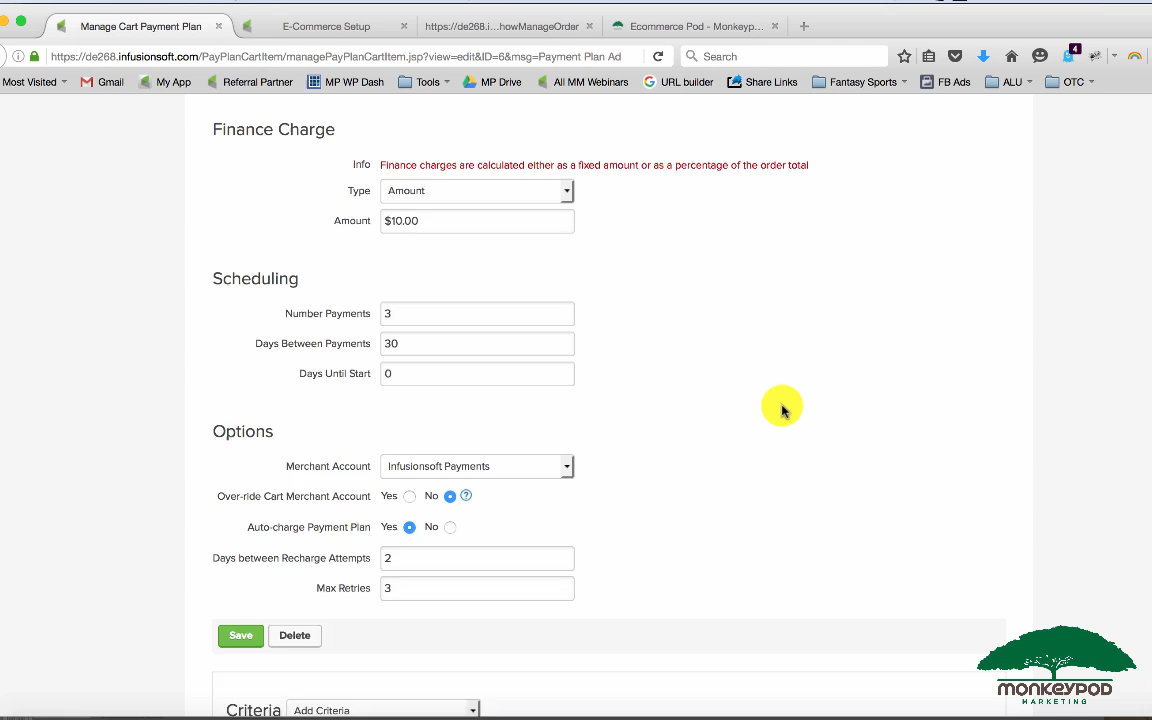 Manage Cart Payment Plan × E-Commerce Setup × https://de268.i...howManageOrder × Ecommerce Pod - Monkeyp... × +
https://de268.infusionsoft.com/PayPlanCartItem/managePayPlanCartItem.jsp?view=edit&ID=6&msg=Payment Plan Ad Search 4
Most Visited Gmail My App Referral Partner MP WP Dash Tools MP Drive All MM Webinars URL builder Share Links Fantasy Sports FB Ads ALU OTC
Finance Charge
Info Finance charges are calculated either as a fixed amount or as a percentage of the order total
Type Amount
Amount $10.00
Scheduling
Number Payments 3
Days Between Payments 30
Days Until Start 0
Options
Merchant Account Infusionsoft Payments
Over-ride Cart Merchant Account Yes No ?
Auto-charge Payment Plan Yes No
Days between Recharge Attempts 2
Max Retries 3
Save Delete
Criteria Add Criteria
MONKEYPOD
MARKETING